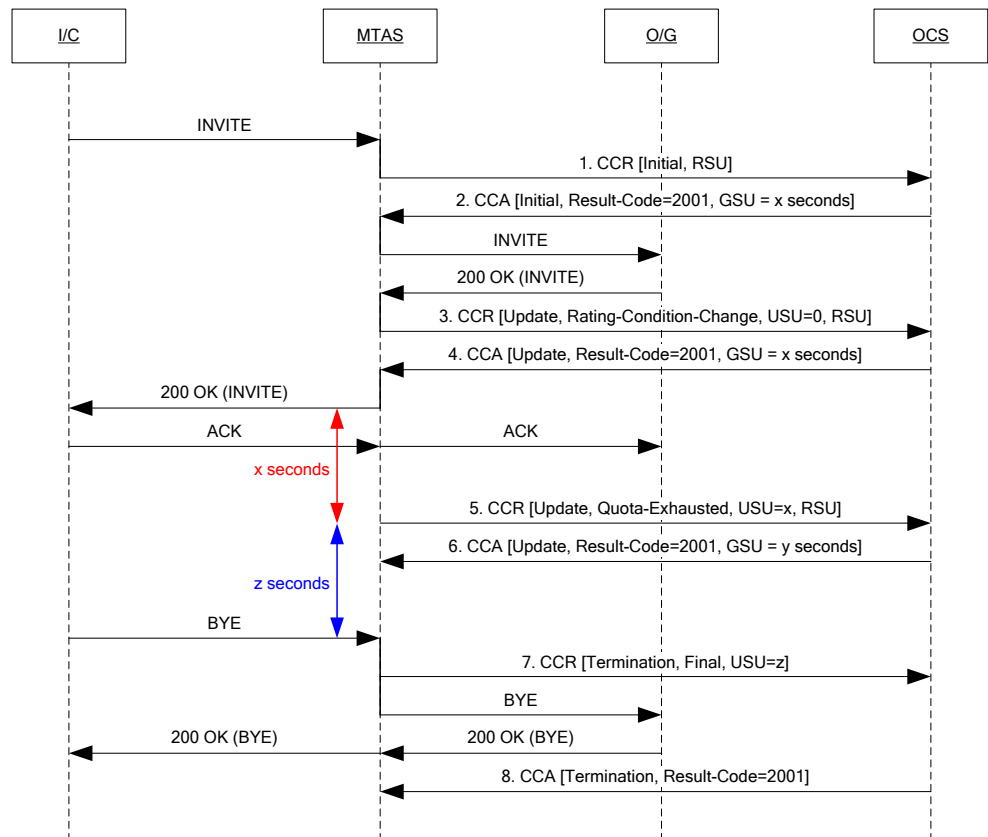 I/C
MTAS
O/G
OCS
INVITE
1. CCR [Initial, RSU]
2. CCA [Initial, Result-Code=2001, GSU = x seconds]
INVITE
200 OK (INVITE)
3. CCR [Update, Rating-Condition-Change, USU=0, RSU]
4. CCA [Update, Result-Code=2001, GSU = x seconds]
200 OK (INVITE)
ACK
ACK
x seconds
5. CCR [Update, Quota-Exhausted, USU=x, RSU]
6. CCA [Update, Result-Code=2001, GSU = y seconds]
z seconds
BYE
7. CCR [Termination, Final, USU=z]
BYE
200 OK (BYE)
200 OK (BYE)
8. CCA [Termination, Result-Code=2001]